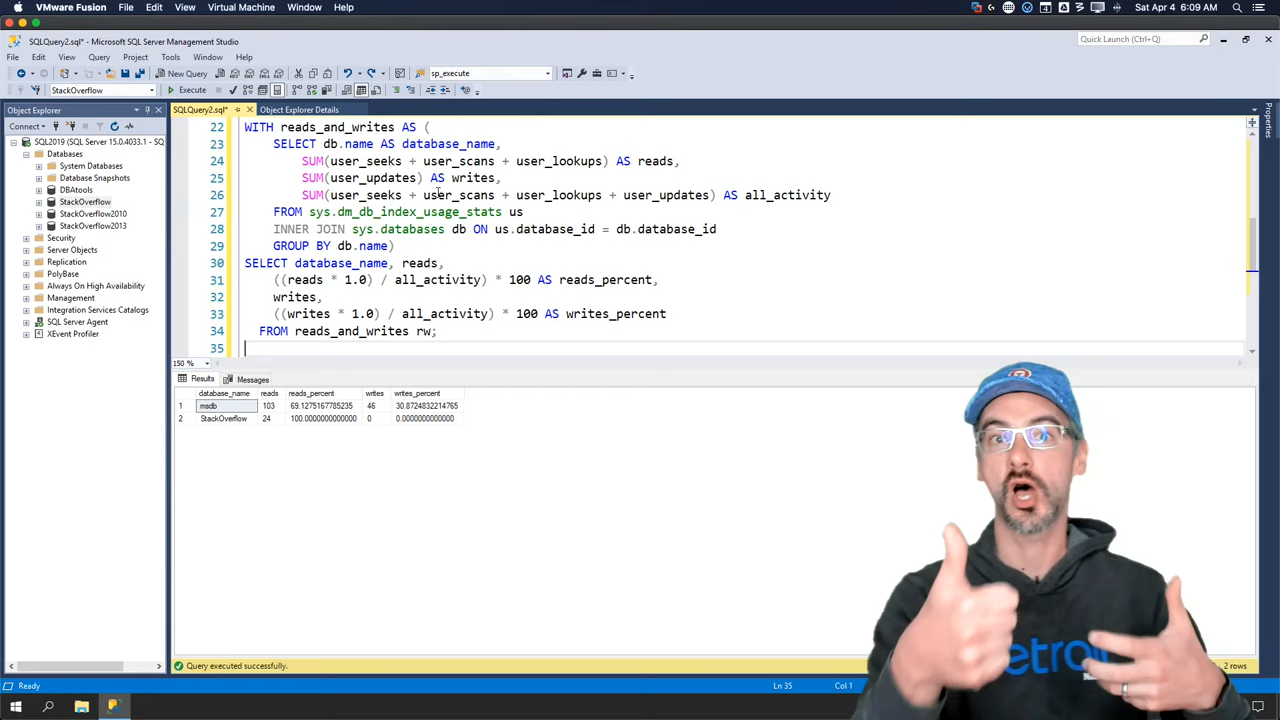 VMware Fusion File Edit View Virtual Machine Window Help Sat Apr 4 6:09 AM
SQLQuery2.sql* - Microsoft SQL Server Management Studio Quick Launch (Ctrl+Q)
File Edit View Query Project Tools Window Help
New Query sp_execute
StackOverflow Execute
Object Explorer SQLQuery2.sql* Object Explorer Details
Connect
SQL2019 (SQL Server 15.0.4033.1 - SQ
Databases
System Databases
Database Snapshots
DBAtools
StackOverflow
StackOverflow2010
StackOverflow2013
Security
Server Objects
Replication
PolyBase
Always On High Availability
Management
Integration Services Catalogs
SQL Server Agent
XEvent Profiler
22 WITH reads_and_writes AS (
23 SELECT db.name AS database_name,
24 SUM(user_seeks + user_scans + user_lookups) AS reads,
25 SUM(user_updates) AS writes,
26 SUM(user_seeks + user_scans + user_lookups + user_updates) AS all_activity
27 FROM sys.dm_db_index_usage_stats us
28 INNER JOIN sys.databases db ON us.database_id = db.database_id
29 GROUP BY db.name)
30 SELECT database_name, reads,
31 ((reads * 1.0) / all_activity) * 100 AS reads_percent,
32 writes,
33 ((writes * 1.0) / all_activity) * 100 AS writes_percent
34 FROM reads_and_writes rw;
35
150 %
Results Messages
database_name reads reads_percent writes writes_percent
1 msdb 103 69.1275167785235 46 30.8724832214765
2 StackOverflow 24 100.0000000000000 0 0.0000000000000
Properties
etroi
Query executed successfully. 2 rows
Ready Ln 35 Col 1